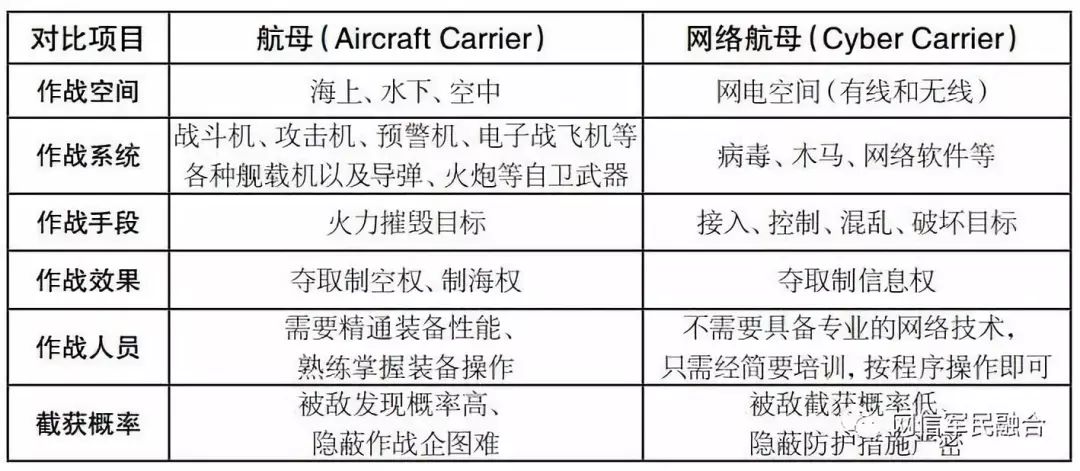 对比项目 航母(Aircraft Carrier) 网络航母(Cyber Carrier)
作战空间 海上、水下、空中 网电空间(有线和无线)
作战系统 战斗机、攻击机、预警机、电子战飞机等 病毒、木马、网络软件等
各种舰载机以及导弹、火炮等自卫武器
作战手段 火力摧毁目标 接入、控制、混乱、破坏目标
作战效果 夺取制空权、制海权 夺取制信息权
作战人员 需要精通装备性能、 不需要具备专业的网络技术,
熟练掌握装备操作 只需经简要培训,按程序操作即可
截获概率 被敌发现概率高、 被敌截获概率低、
隐蔽作战企图难 隐蔽防护措施严密
网信军民融合